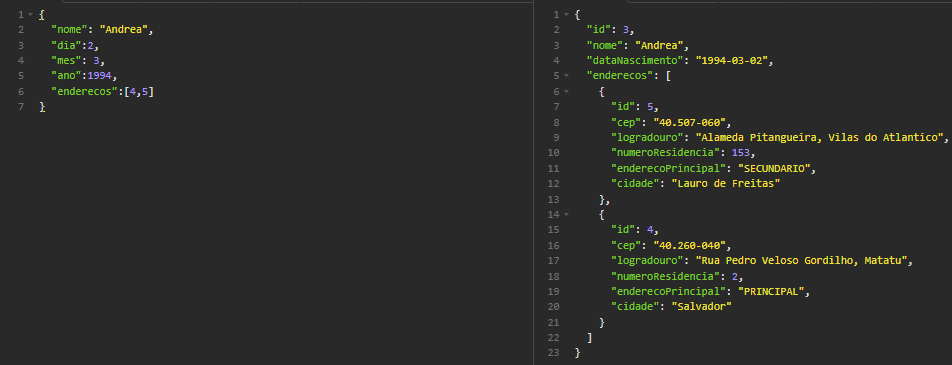 1 {
2 "nome": "Andrea",
3 "dia":2,
4 "mes": 3,
5 "ano":1994,
6 "enderecos":[4,5]
7 }
1 {
2 "id": 3,
3 "nome": "Andrea",
4 "dataNascimento": "1994-03-02",
5 "enderecos": [
6 {
7 "id": 5,
8 "cep": "40.507-060",
9 "logradouro": "Alameda Pitangueira, Vilas do Atlantico",
10 "numeroResidencia": 153,
11 "enderecoPrincipal": "SECUNDARIO",
12 "cidade": "Lauro de Freitas"
13 },
14 {
15 "id": 4,
16 "cep": "40.260-040",
17 "logradouro": "Rua Pedro Veloso Gordilho, Matatu",
18 "numeroResidencia": 2,
19 "enderecoPrincipal": "PRINCIPAL",
20 "cidade": "Salvador"
21 }
22 ]
23 }